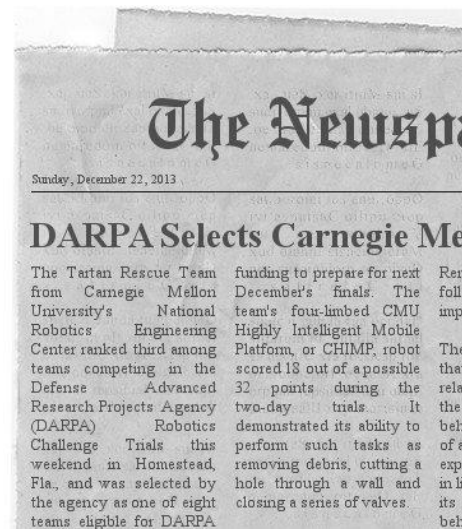 The Newspa
Sunday, December 22, 2013
DARPA Selects Carnegie Me
The Tartan Rescue Team
from Carnegie Mellon
University's National
Robotics Engineering
Center ranked third among
teams competing in the
Defense Advanced
Research Projects Agency
(DARPA) Robotics
Challenge Trials this
weekend in Homestead,
Fla., and was selected by
the agency as one of eight
teams eligible for DARPA
funding to prepare for next
December's finals. The
team's four-limbed CMU
Highly Intelligent Mobile
Platform, or CHIMP, robot
scored 18 out of a possible
32 points during the
two-day trials. It
demonstrated its ability to
perform such tasks as
removing debris, cutting a
hole through a wall and
closing a series of valves.
Ren
foll
imp
The
that
rela
the
beh
of a
exp
in li
its
beh